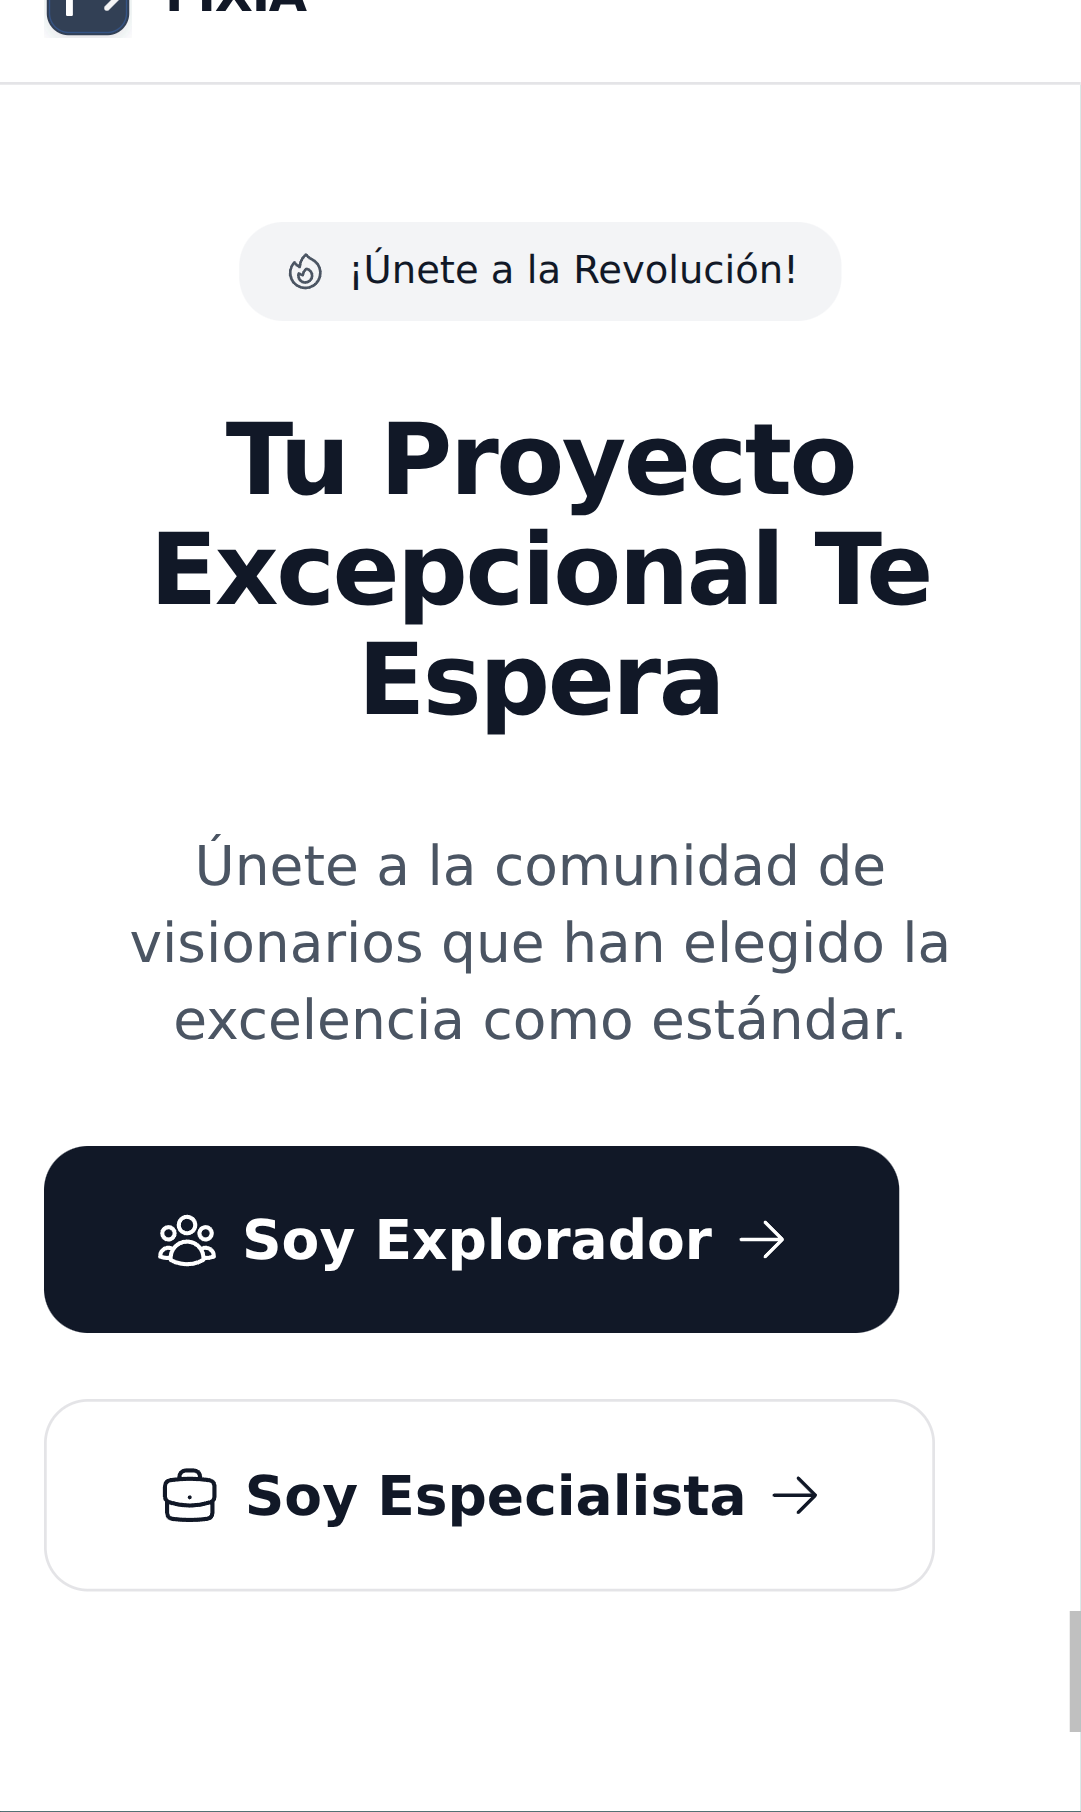 FIXIA
¡Únete a la Revolución!
Tu Proyecto
Excepcional Te
Espera
Únete a la comunidad de
visionarios que han elegido la
excelencia como estándar.
Soy Explorador
Soy Especialista